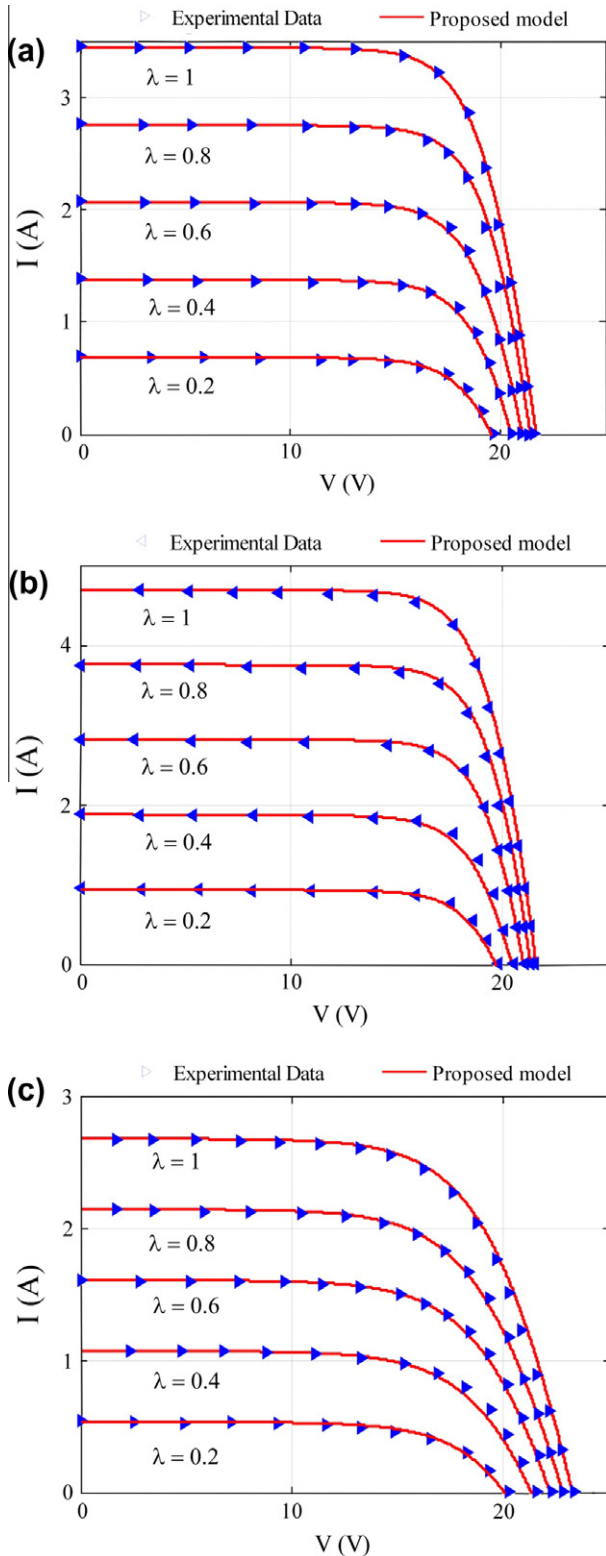 Experimental Data Proposed model
(a)
λ = 1
λ = 0.8
λ = 0.6
λ = 0.4
λ = 0.2
I (A)
3
2
1
0
0 10 20
V (V)
Experimental Data Proposed model
(b)
λ = 1
λ = 0.8
λ = 0.6
λ = 0.4
λ = 0.2
I (A)
4
2
0
0 10 20
V (V)
Experimental Data Proposed model
(c)
λ = 1
λ = 0.8
λ = 0.6
λ = 0.4
λ = 0.2
I (A)
3
2
1
0
0 10 20
V (V)